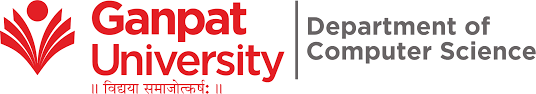 Ganpat
University
॥ विद्यया समाजोत्कर्षः ॥
Department of
Computer Science